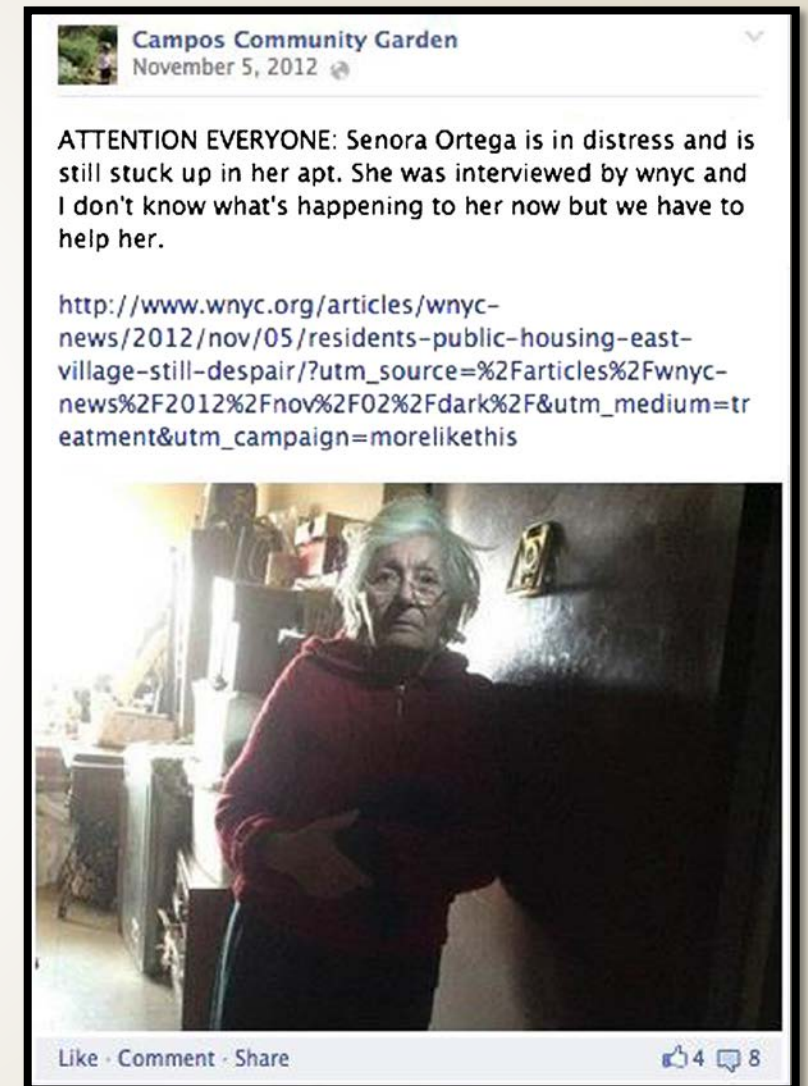 Campos Community Garden
November 5, 2012
ATTENTION EVERYONE: Senora Ortega is in distress and is
still stuck up in her apt. She was interviewed by wnyc and
I don't know what's happening to her now but we have to
help her.
http://www.wnyc.org/articles/wnyc-
news/2012/nov/05/residents-public-housing-east-
village-still-despair/?utm_source=%2Farticles%2Fwnyc-
news%2F2012%2Fnov%2F02%2Fdark%2F&utm_medium=tr
eatment&utm_campaign=morelikethis
Like · Comment · Share 4 8